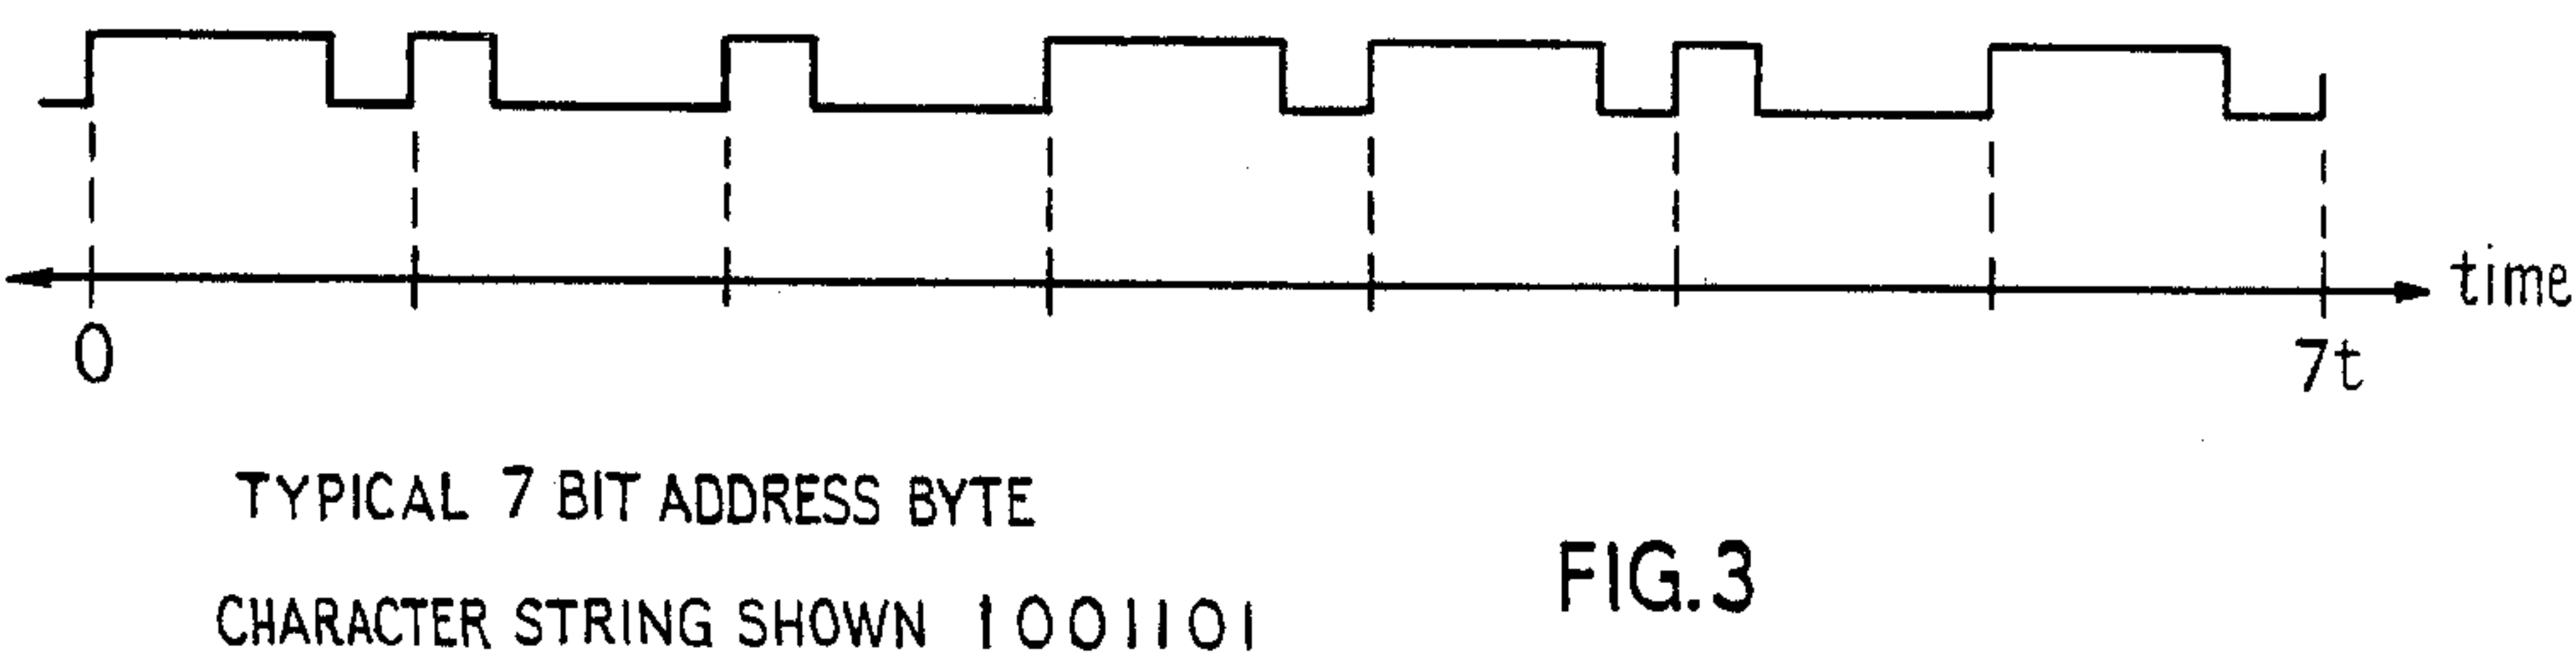 time
0
7t
TYPICAL 7 BIT ADDRESS BYTE
CHARACTER STRING SHOWN 1001101
FIG.3